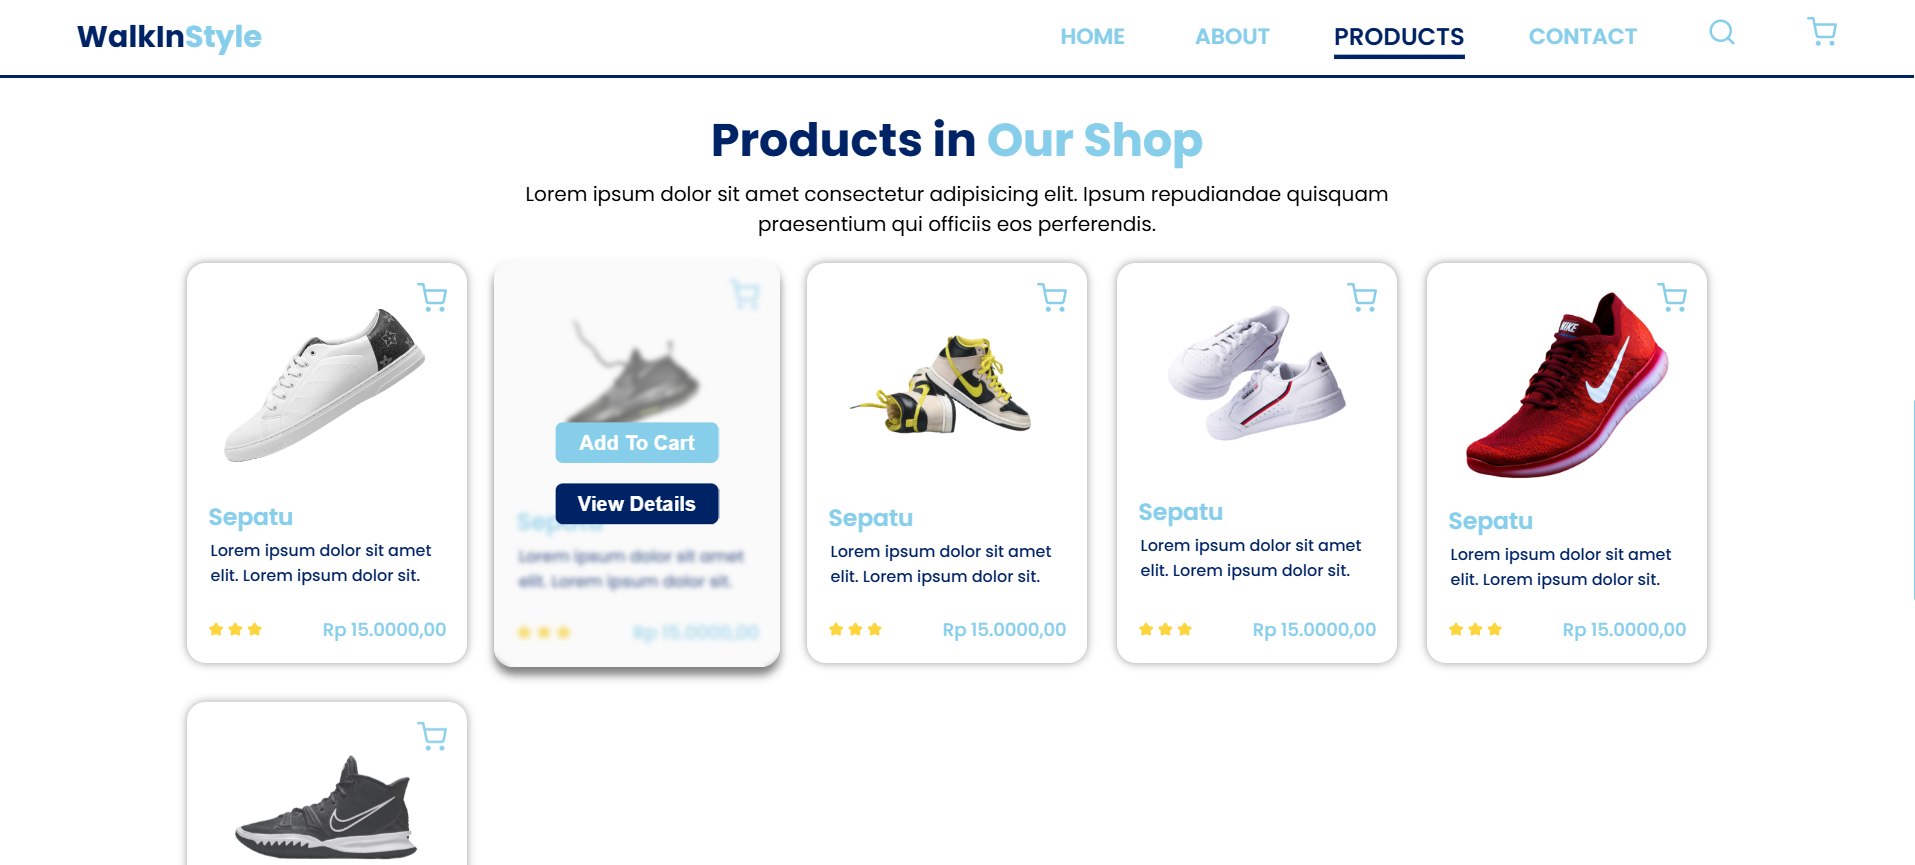 WalkInStyle
HOME
ABOUT
PRODUCTS
CONTACT
Products in Our Shop
Lorem ipsum dolor sit amet consectetur adipisicing elit. Ipsum repudiandae quisquam
praesentium qui officiis eos perferendis.
Sepatu
Lorem ipsum dolor sit amet
elit. Lorem ipsum dolor sit.
Rp 15.0000,00
Add To Cart
View Details
Sepatu
Lorem ipsum dolor sit amet
elit. Lorem ipsum dolor sit.
Rp 15.0000,00
Sepatu
Lorem ipsum dolor sit amet
elit. Lorem ipsum dolor sit.
Rp 15.0000,00
Sepatu
Lorem ipsum dolor sit amet
elit. Lorem ipsum dolor sit.
Rp 15.0000,00
NIKE
Sepatu
Lorem ipsum dolor sit amet
elit. Lorem ipsum dolor sit.
Rp 15.0000,00